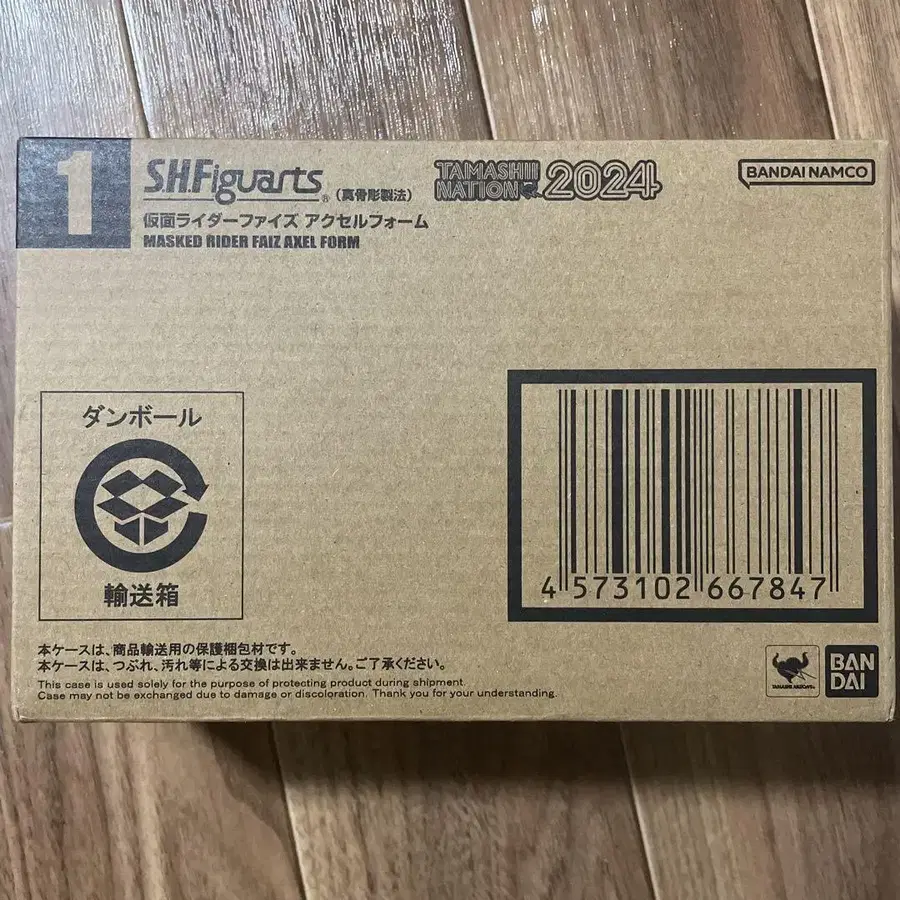 1
S.H.Figuarts® (真骨彫製法)
TAMASHII NATION 2024
BANDAI NAMCO
仮面ライダーファイズ アクセルフォーム
MASKED RIDER FAIZ AXEL FORM
ダンボール
輸送箱
4 573102 667847
本ケースは、商品輸送用の保護梱包材です。
本ケースは、つぶれ、汚れ等による交換は出来ません。ご了承ください。
This case is used solely for the purpose of protecting product during shipment.
Case may not be exchanged due to damage or discoloration. Thank you for your understanding.
TAMASHII NATIONS®
BAN
DAI